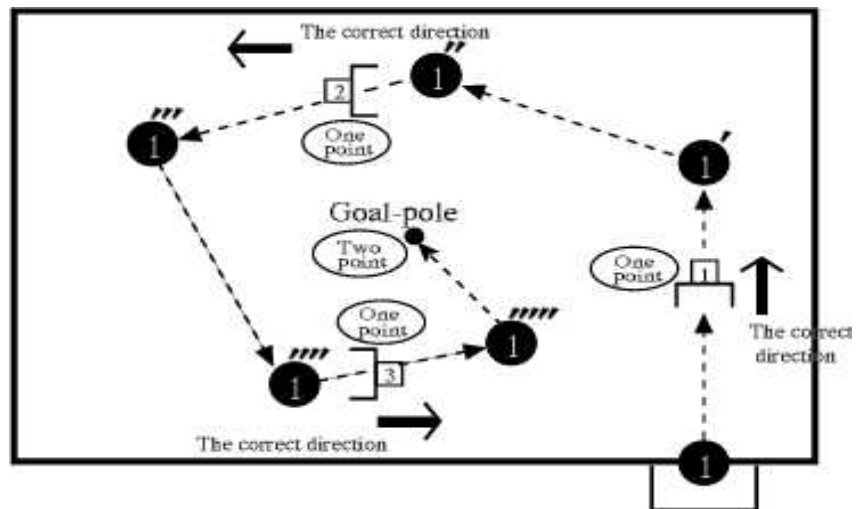 The correct direction
1''
2
1'''
One
point
1'
Goal-pole
Two
point
One
point
1
One
point
1'''''
The correct
direction
1''''
3
The correct direction
1